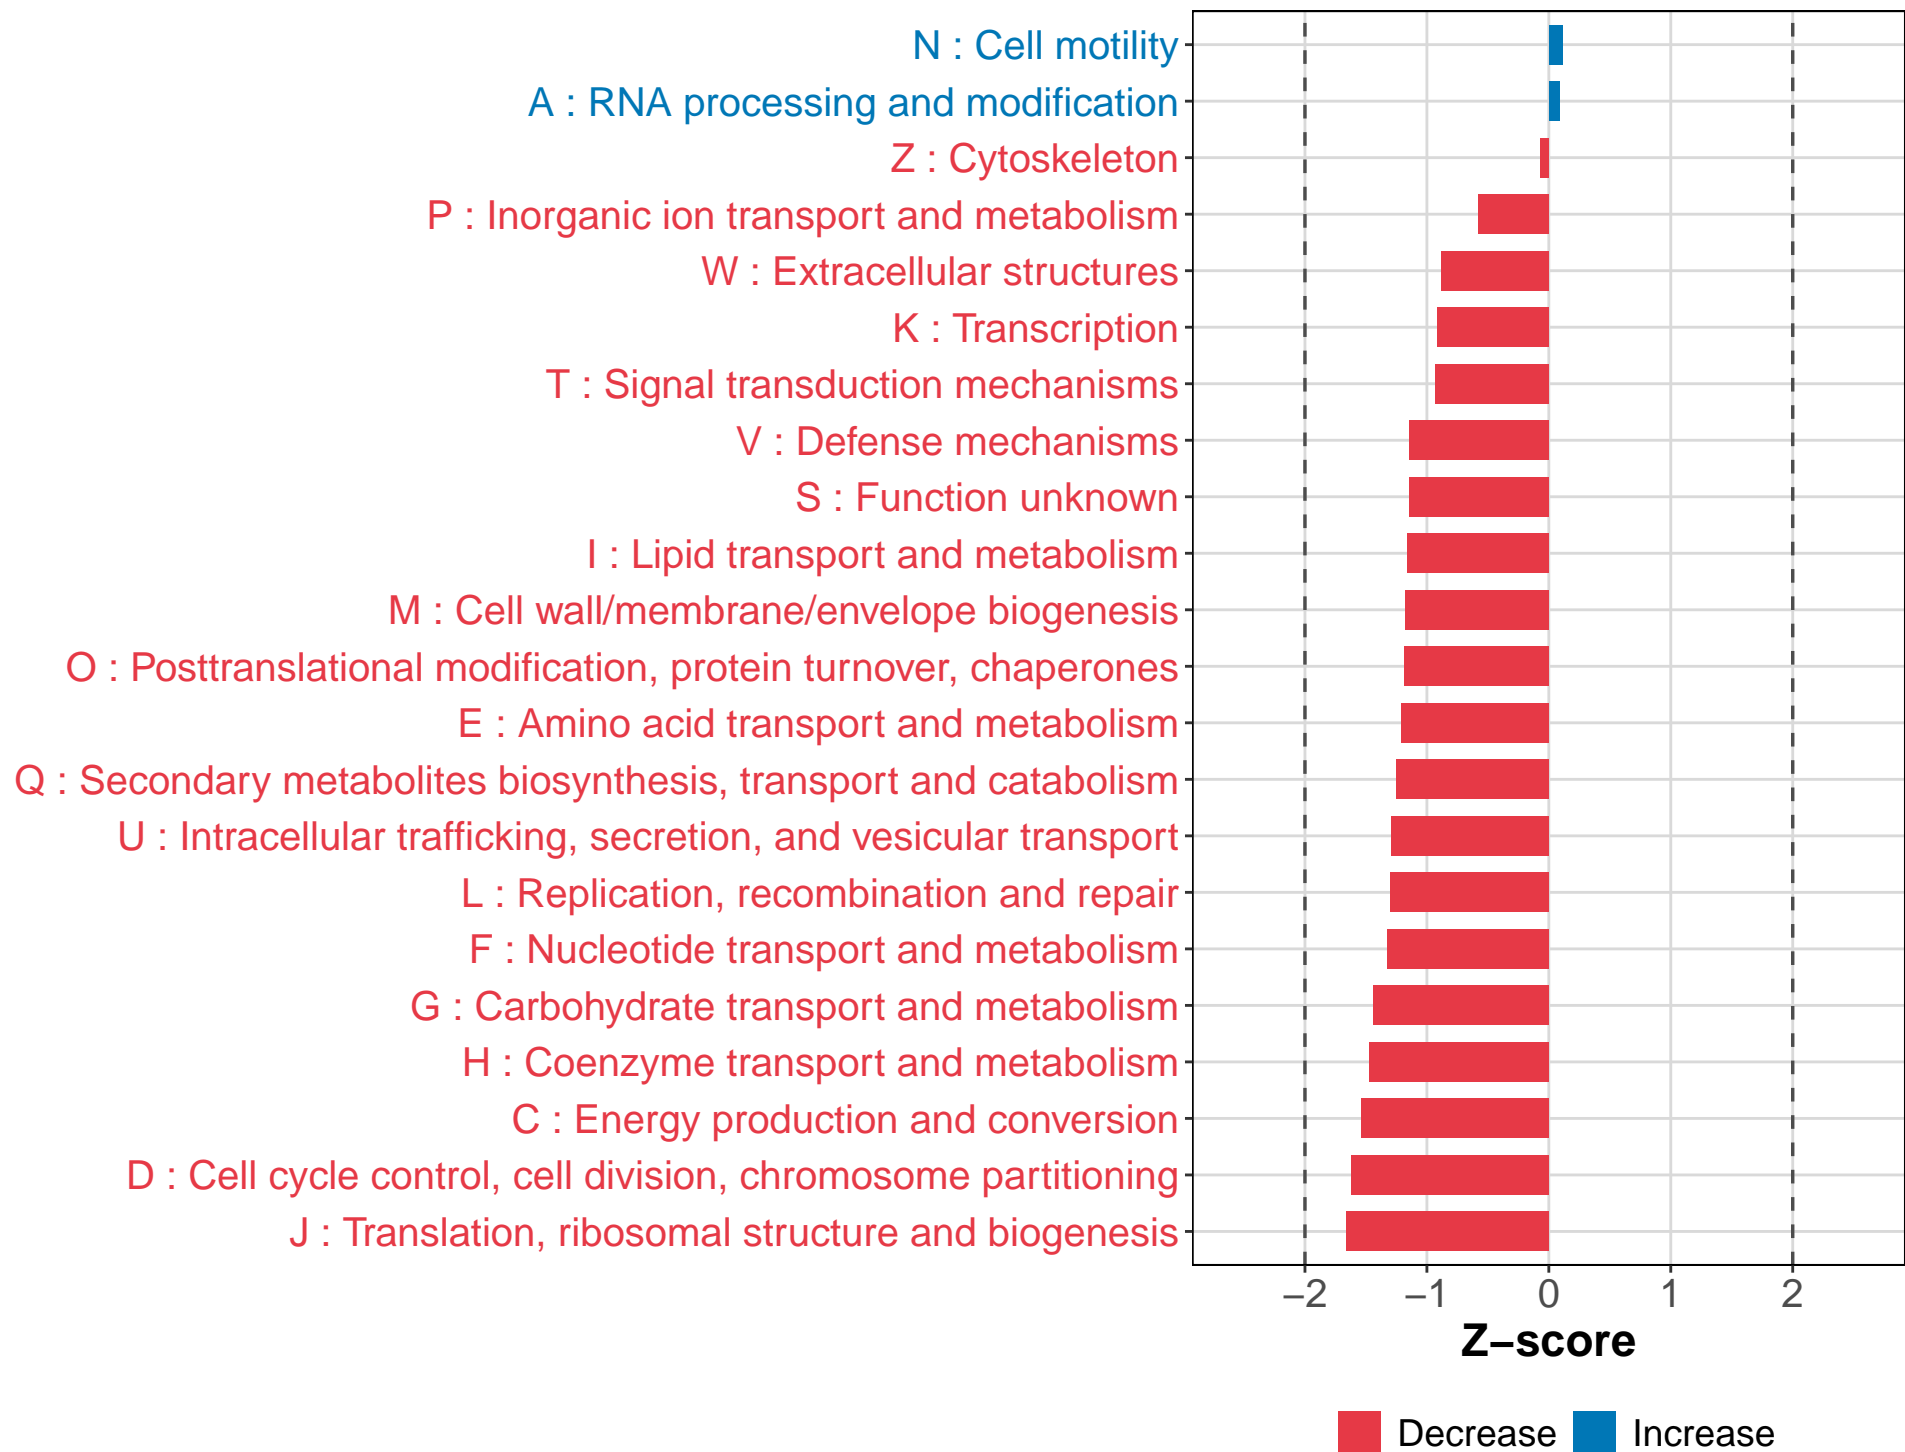 N : Cell motility
A : RNA processing and modification
Z : Cytoskeleton
P : Inorganic ion transport and metabolism
W : Extracellular structures
K : Transcription
T : Signal transduction mechanisms
V : Defense mechanisms
S : Function unknown
I : Lipid transport and metabolism
M : Cell wall/membrane/envelope biogenesis
O : Posttranslational modification, protein turnover, chaperones
E : Amino acid transport and metabolism
Q : Secondary metabolites biosynthesis, transport and catabolism
U : Intracellular trafficking, secretion, and vesicular transport
L : Replication, recombination and repair
F : Nucleotide transport and metabolism
G : Carbohydrate transport and metabolism
H : Coenzyme transport and metabolism
C : Energy production and conversion
D : Cell cycle control, cell division, chromosome partitioning
J : Translation, ribosomal structure and biogenesis
−2 −1 0 1 2
Z−score
Decrease Increase